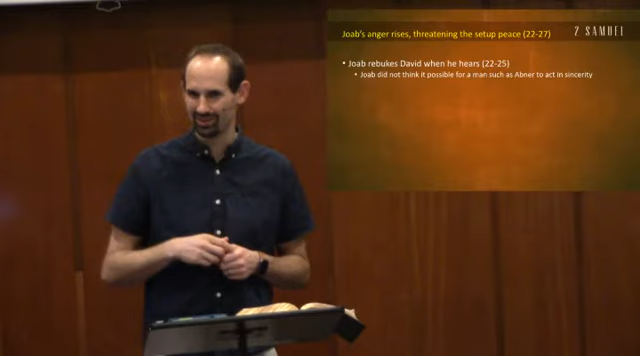 Joab's anger rises, threatening the setup peace (22-27)
2 SAMUEL
• Joab rebukes David when he hears (22-25)
• Joab did not think it possible for a man such as Abner to act in sincerity